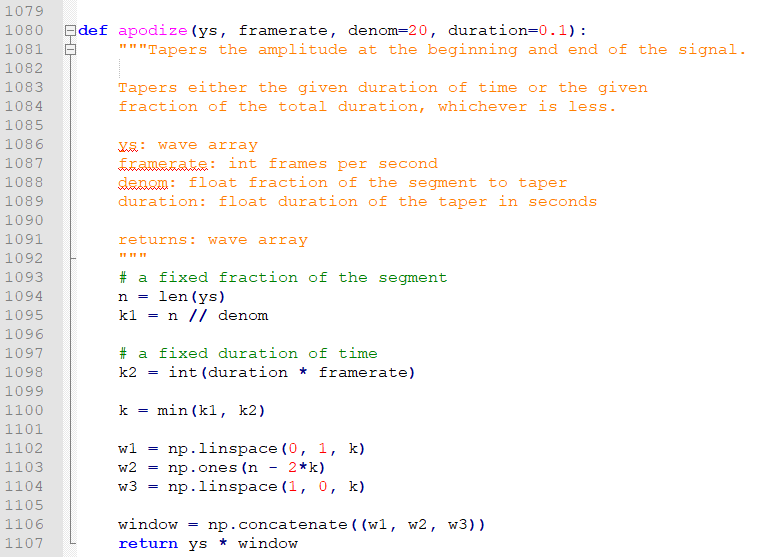 1079
1080 def apodize(ys, framerate, denom=20, duration=0.1):
1081     """Tapers the amplitude at the beginning and end of the signal.
1082
1083     Tapers either the given duration of time or the given
1084     fraction of the total duration, whichever is less.
1085
1086     ys: wave array
1087     framerate: int frames per second
1088     denom: float fraction of the segment to taper
1089     duration: float duration of the taper in seconds
1090
1091     returns: wave array
1092     """
1093     # a fixed fraction of the segment
1094     n = len(ys)
1095     k1 = n // denom
1096
1097     # a fixed duration of time
1098     k2 = int(duration * framerate)
1099
1100     k = min(k1, k2)
1101
1102     w1 = np.linspace(0, 1, k)
1103     w2 = np.ones(n - 2*k)
1104     w3 = np.linspace(1, 0, k)
1105
1106     window = np.concatenate((w1, w2, w3))
1107     return ys * window